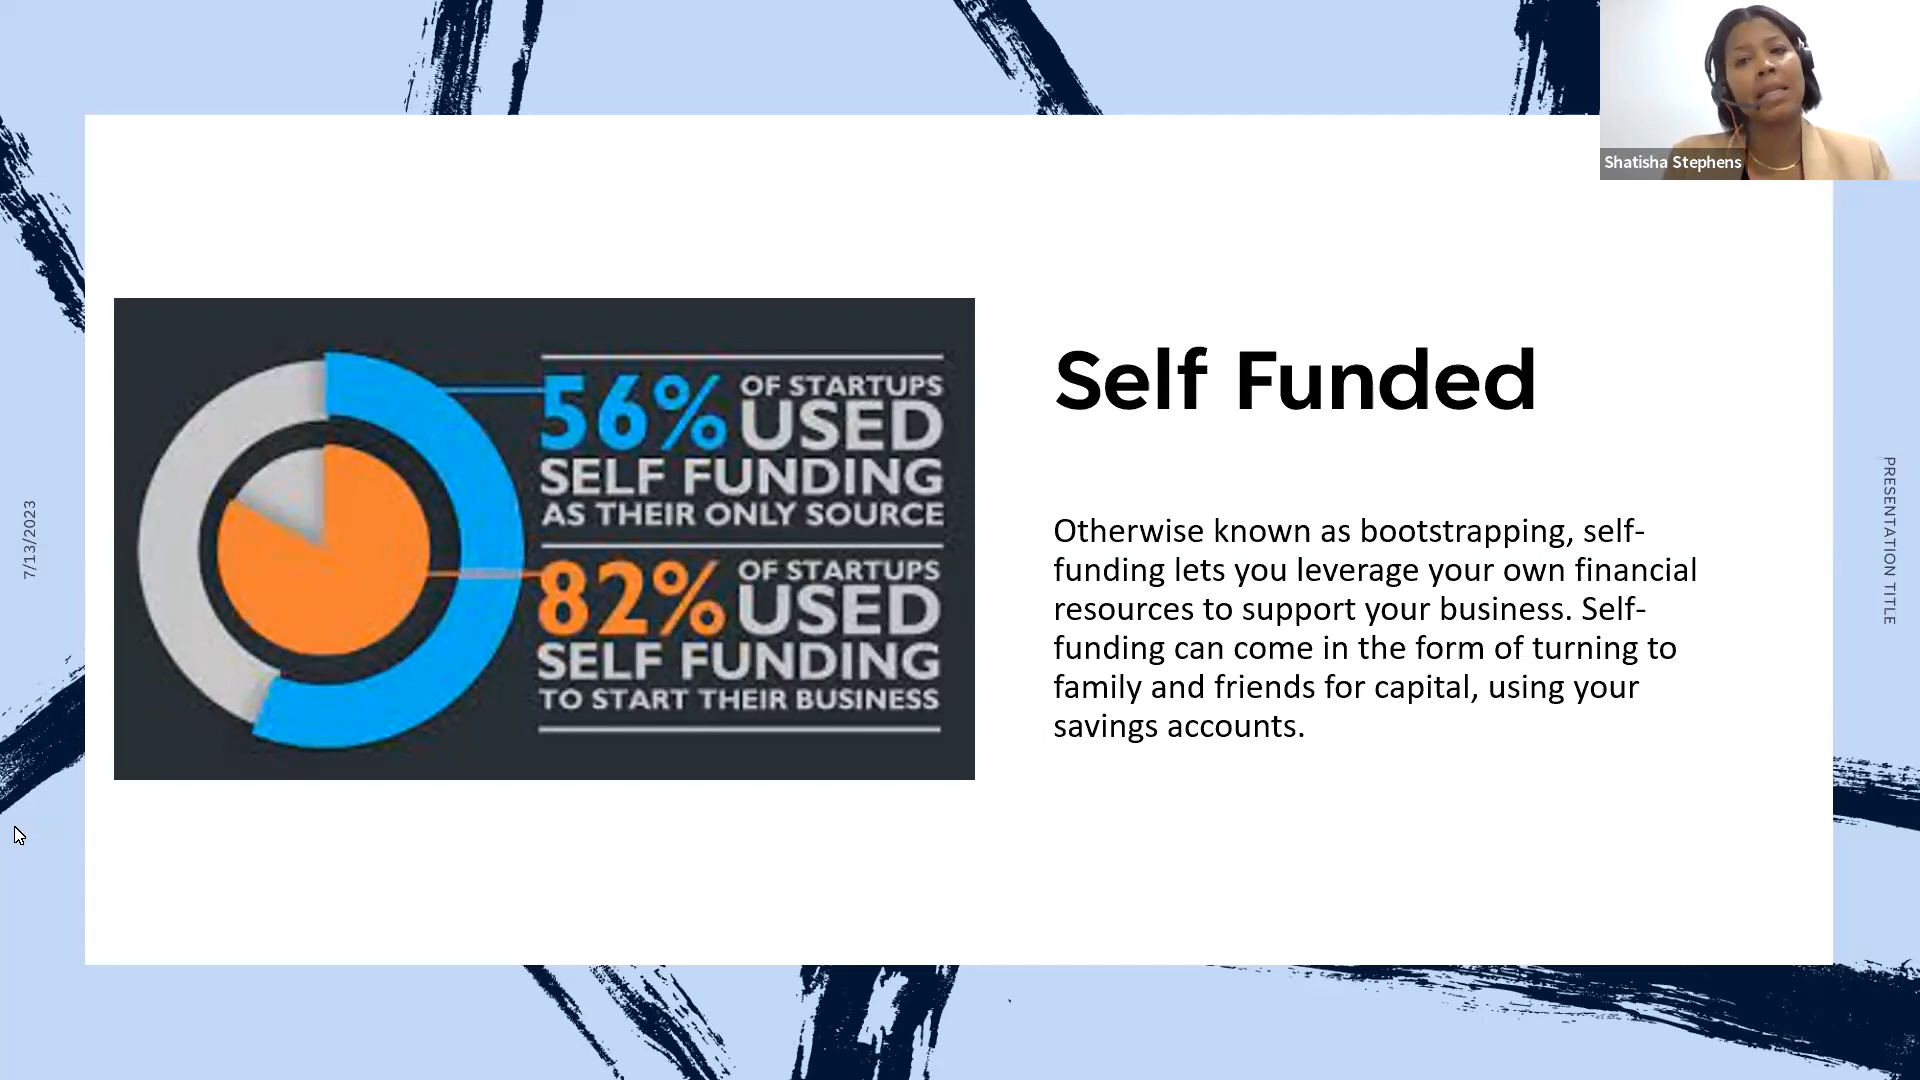 Shatisha Stephens
7/13/2023
56% OF STARTUPS
USED
SELF FUNDING
AS THEIR ONLY SOURCE
82% OF STARTUPS
USED
SELF FUNDING
TO START THEIR BUSINESS
Self Funded
Otherwise known as bootstrapping, self-
funding lets you leverage your own financial
resources to support your business. Self-
funding can come in the form of turning to
family and friends for capital, using your
savings accounts.
PRESENTATION TITLE